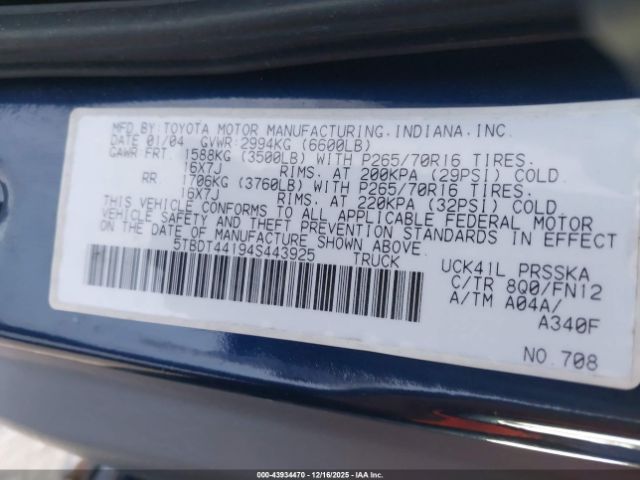 MFD.BY:TOYOTA MOTOR MANUFACTURING,INDIANA,INC.
DATE 01/04 GVWR:2994KG (6600LB)
GAWR FRT. 1588KG (3500LB) WITH P265/70R16 TIRES.
16X7J RIMS. AT 200KPA (29PSI) COLD.
RR. 1706KG (3760LB) WITH P265/70R16 TIRES.
16X7J RIMS. AT 220KPA (32PSI) COLD.
THIS VEHICLE CONFORMS TO ALL APPLICABLE FEDERAL MOTOR
VEHICLE SAFETY AND THEFT PREVENTION STANDARDS IN EFFECT
ON THE DATE OF MANUFACTURE SHOWN ABOVE.
5TBDT44194S443925 TRUCK
UCK41L PRSSKA
C/TR 8Q0/FN12
A/TM A04A/
A340F
NO.708
000-43934470 - 12/16/2025 - IAAI.COM